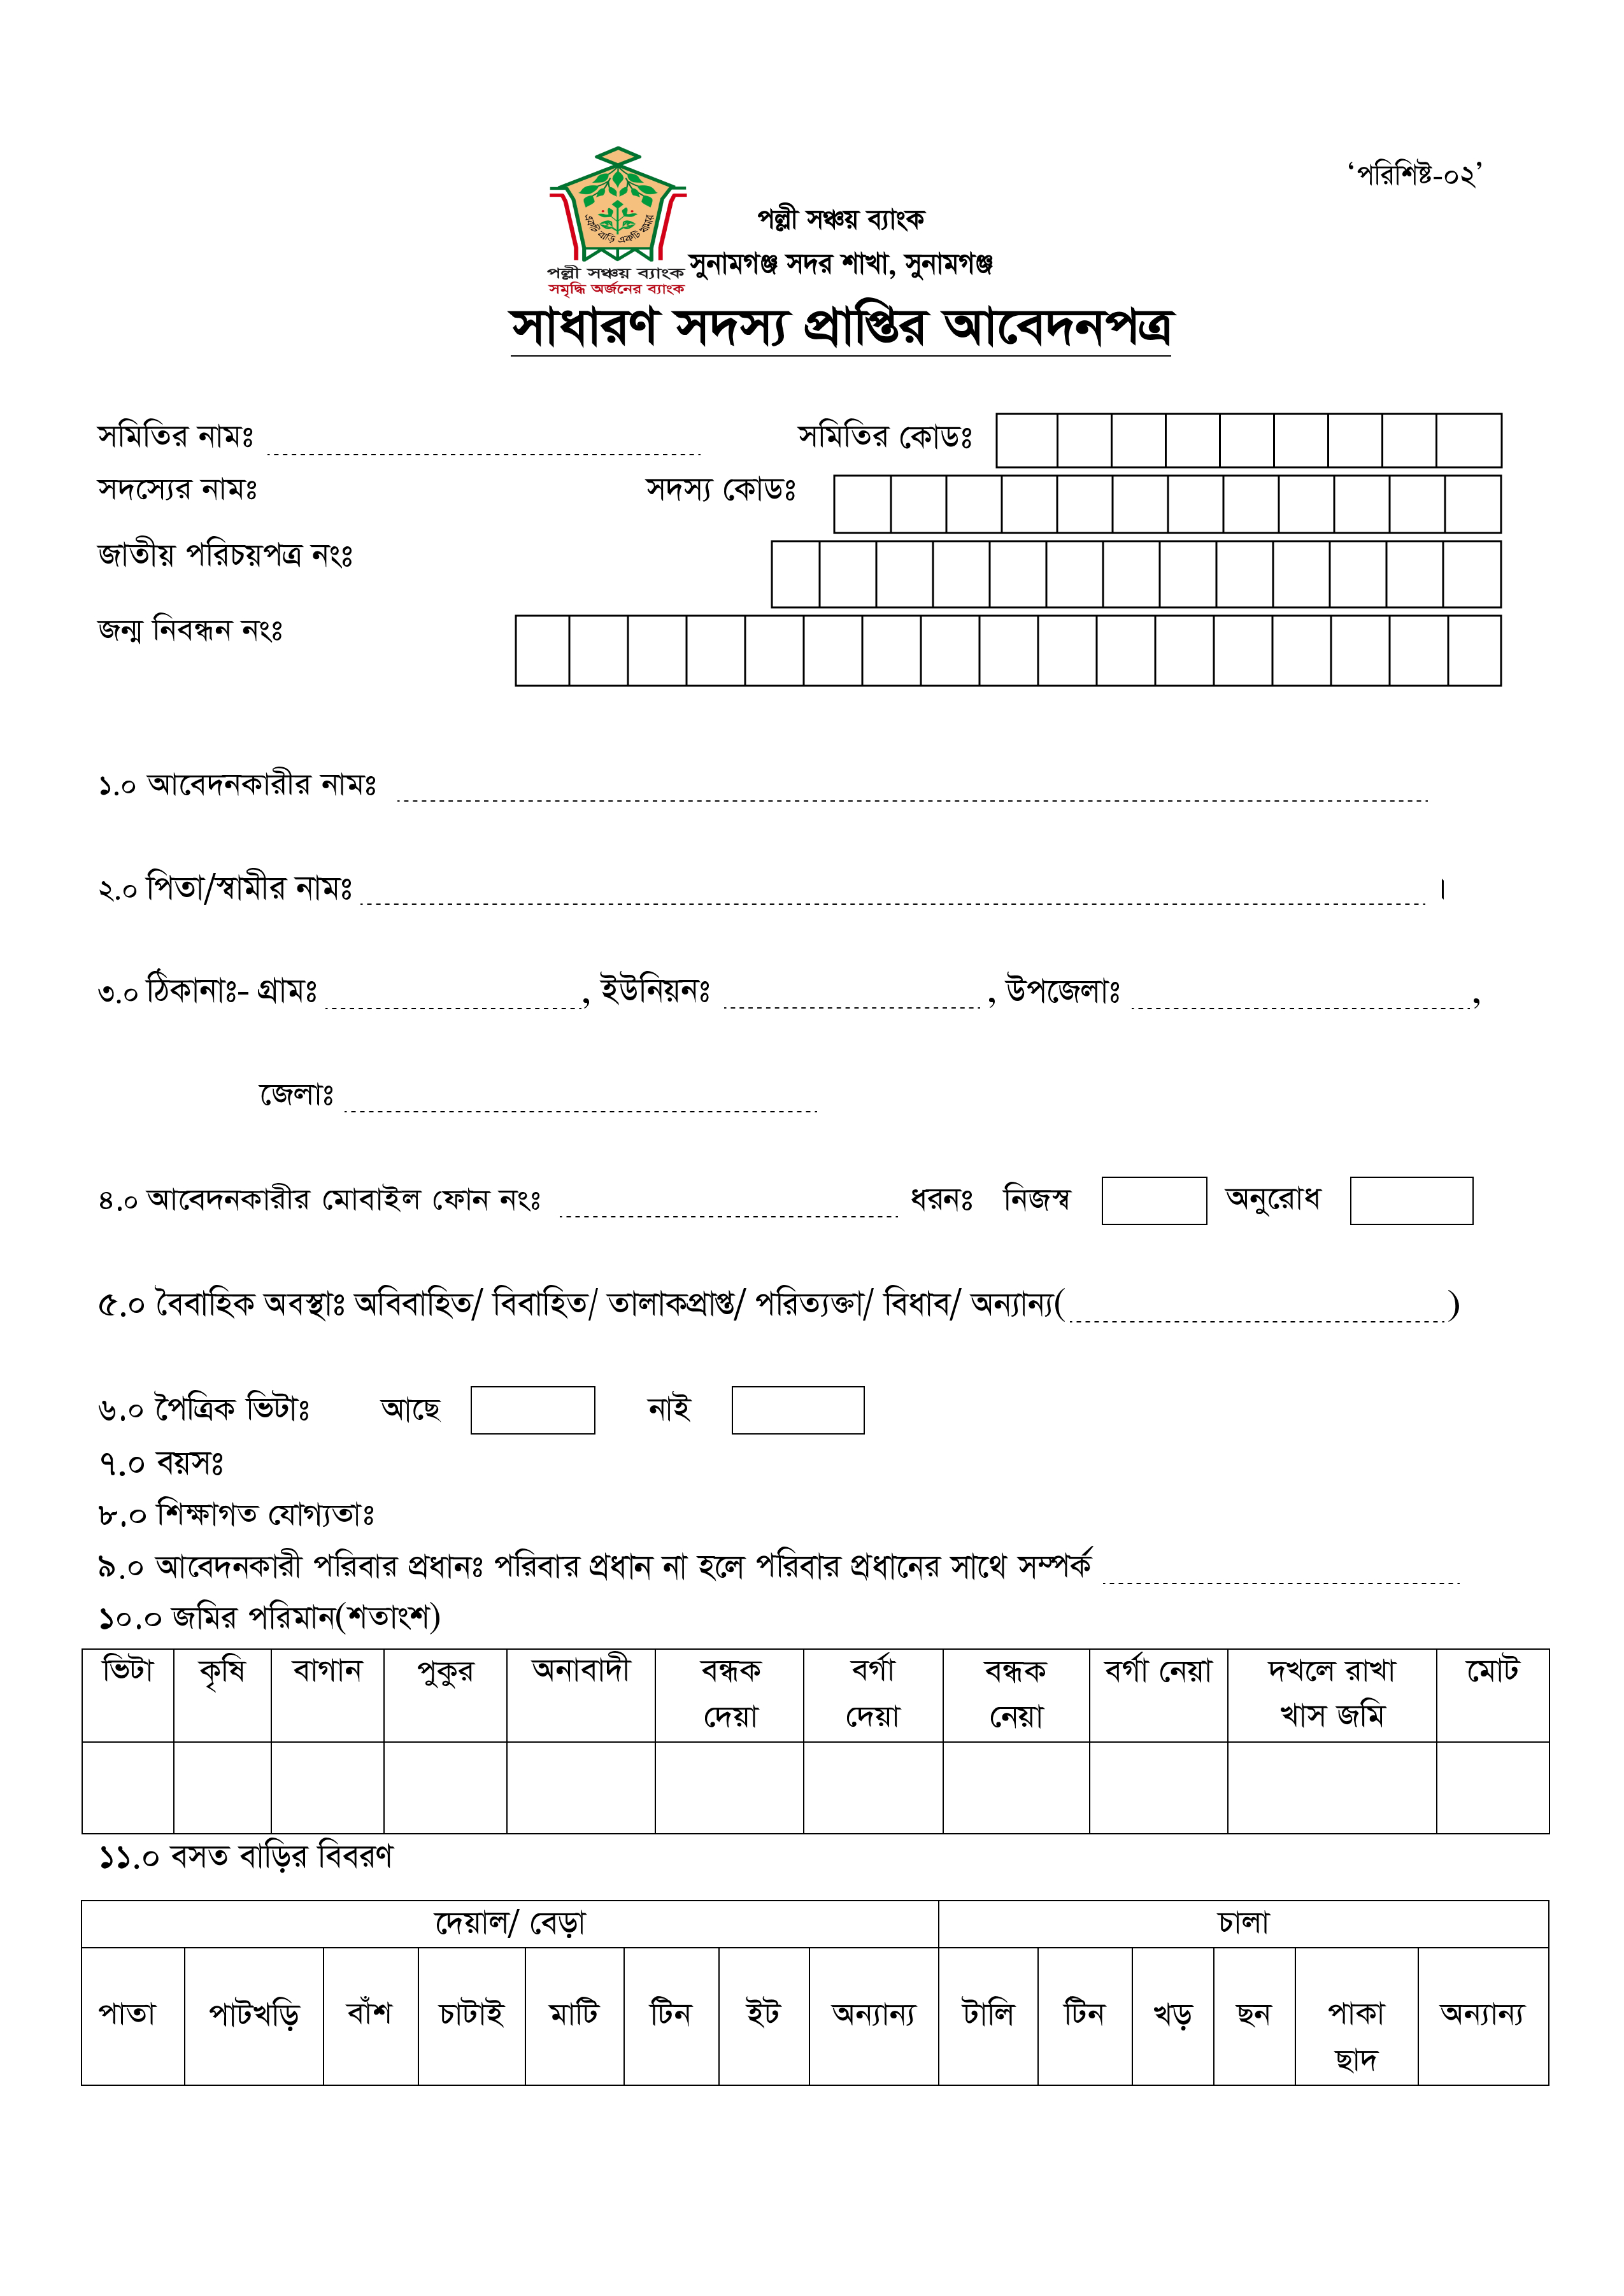 ‘পরিশিষ্ট-০২’
একটি বাড়ি একটি খামার
পল্লী সঞ্চয় ব্যাংক
সমৃদ্ধি অর্জনের ব্যাংক
পল্লী সঞ্চয় ব্যাংক
সুনামগঞ্জ সদর শাখা, সুনামগঞ্জ
সাধারণ সদস্য প্রাপ্তির আবেদনপত্র
সমিতির নামঃ সমিতির কোডঃ
সদস্যের নামঃ সদস্য কোডঃ
জাতীয় পরিচয়পত্র নংঃ
জন্ম নিবন্ধন নংঃ
১.০ আবেদনকারীর নামঃ
২.০ পিতা/স্বামীর নামঃ ।
৩.০ ঠিকানাঃ- গ্রামঃ , ইউনিয়নঃ , উপজেলাঃ ,
জেলাঃ
৪.০ আবেদনকারীর মোবাইল ফোন নংঃ ধরনঃ নিজস্ব অনুরোধ
৫.০ বৈবাহিক অবস্থাঃ অবিবাহিত/ বিবাহিত/ তালাকপ্রাপ্ত/ পরিত্যক্তা/ বিধাব/ অন্যান্য( )
৬.০ পৈত্রিক ভিটাঃ আছে নাই
৭.০ বয়সঃ
৮.০ শিক্ষাগত যোগ্যতাঃ
৯.০ আবেদনকারী পরিবার প্রধানঃ পরিবার প্রধান না হলে পরিবার প্রধানের সাথে সম্পর্ক
১০.০ জমির পরিমান(শতাংশ)
ভিটা কৃষি বাগান পুকুর অনাবাদী বন্ধক দেয়া বর্গা দেয়া বন্ধক নেয়া বর্গা নেয়া দখলে রাখা খাস জমি মোট
১১.০ বসত বাড়ির বিবরণ
দেয়াল/ বেড়া চালা
পাতা পাটখড়ি বাঁশ চাটাই মাটি টিন ইট অন্যান্য টালি টিন খড় ছন পাকা ছাদ অন্যান্য